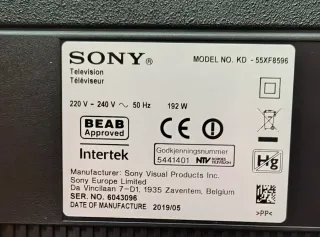 SONY®
MODEL NO. KD - 55XF8596
Television
Téléviseur
220 V - 240 V ~ 50 Hz 192 W
BEAB
Approved
Intertek
CE
Godkjenningsnummer
5441401 NTV
Hg
Manufacturer: Sony Visual Products Inc.
Sony Europe Limited
Da Vincilaan 7-D1, 1935 Zaventem, Belgium
SER. NO. 6043096
DATE OF MANUFACTURE 2019/05
>PP<